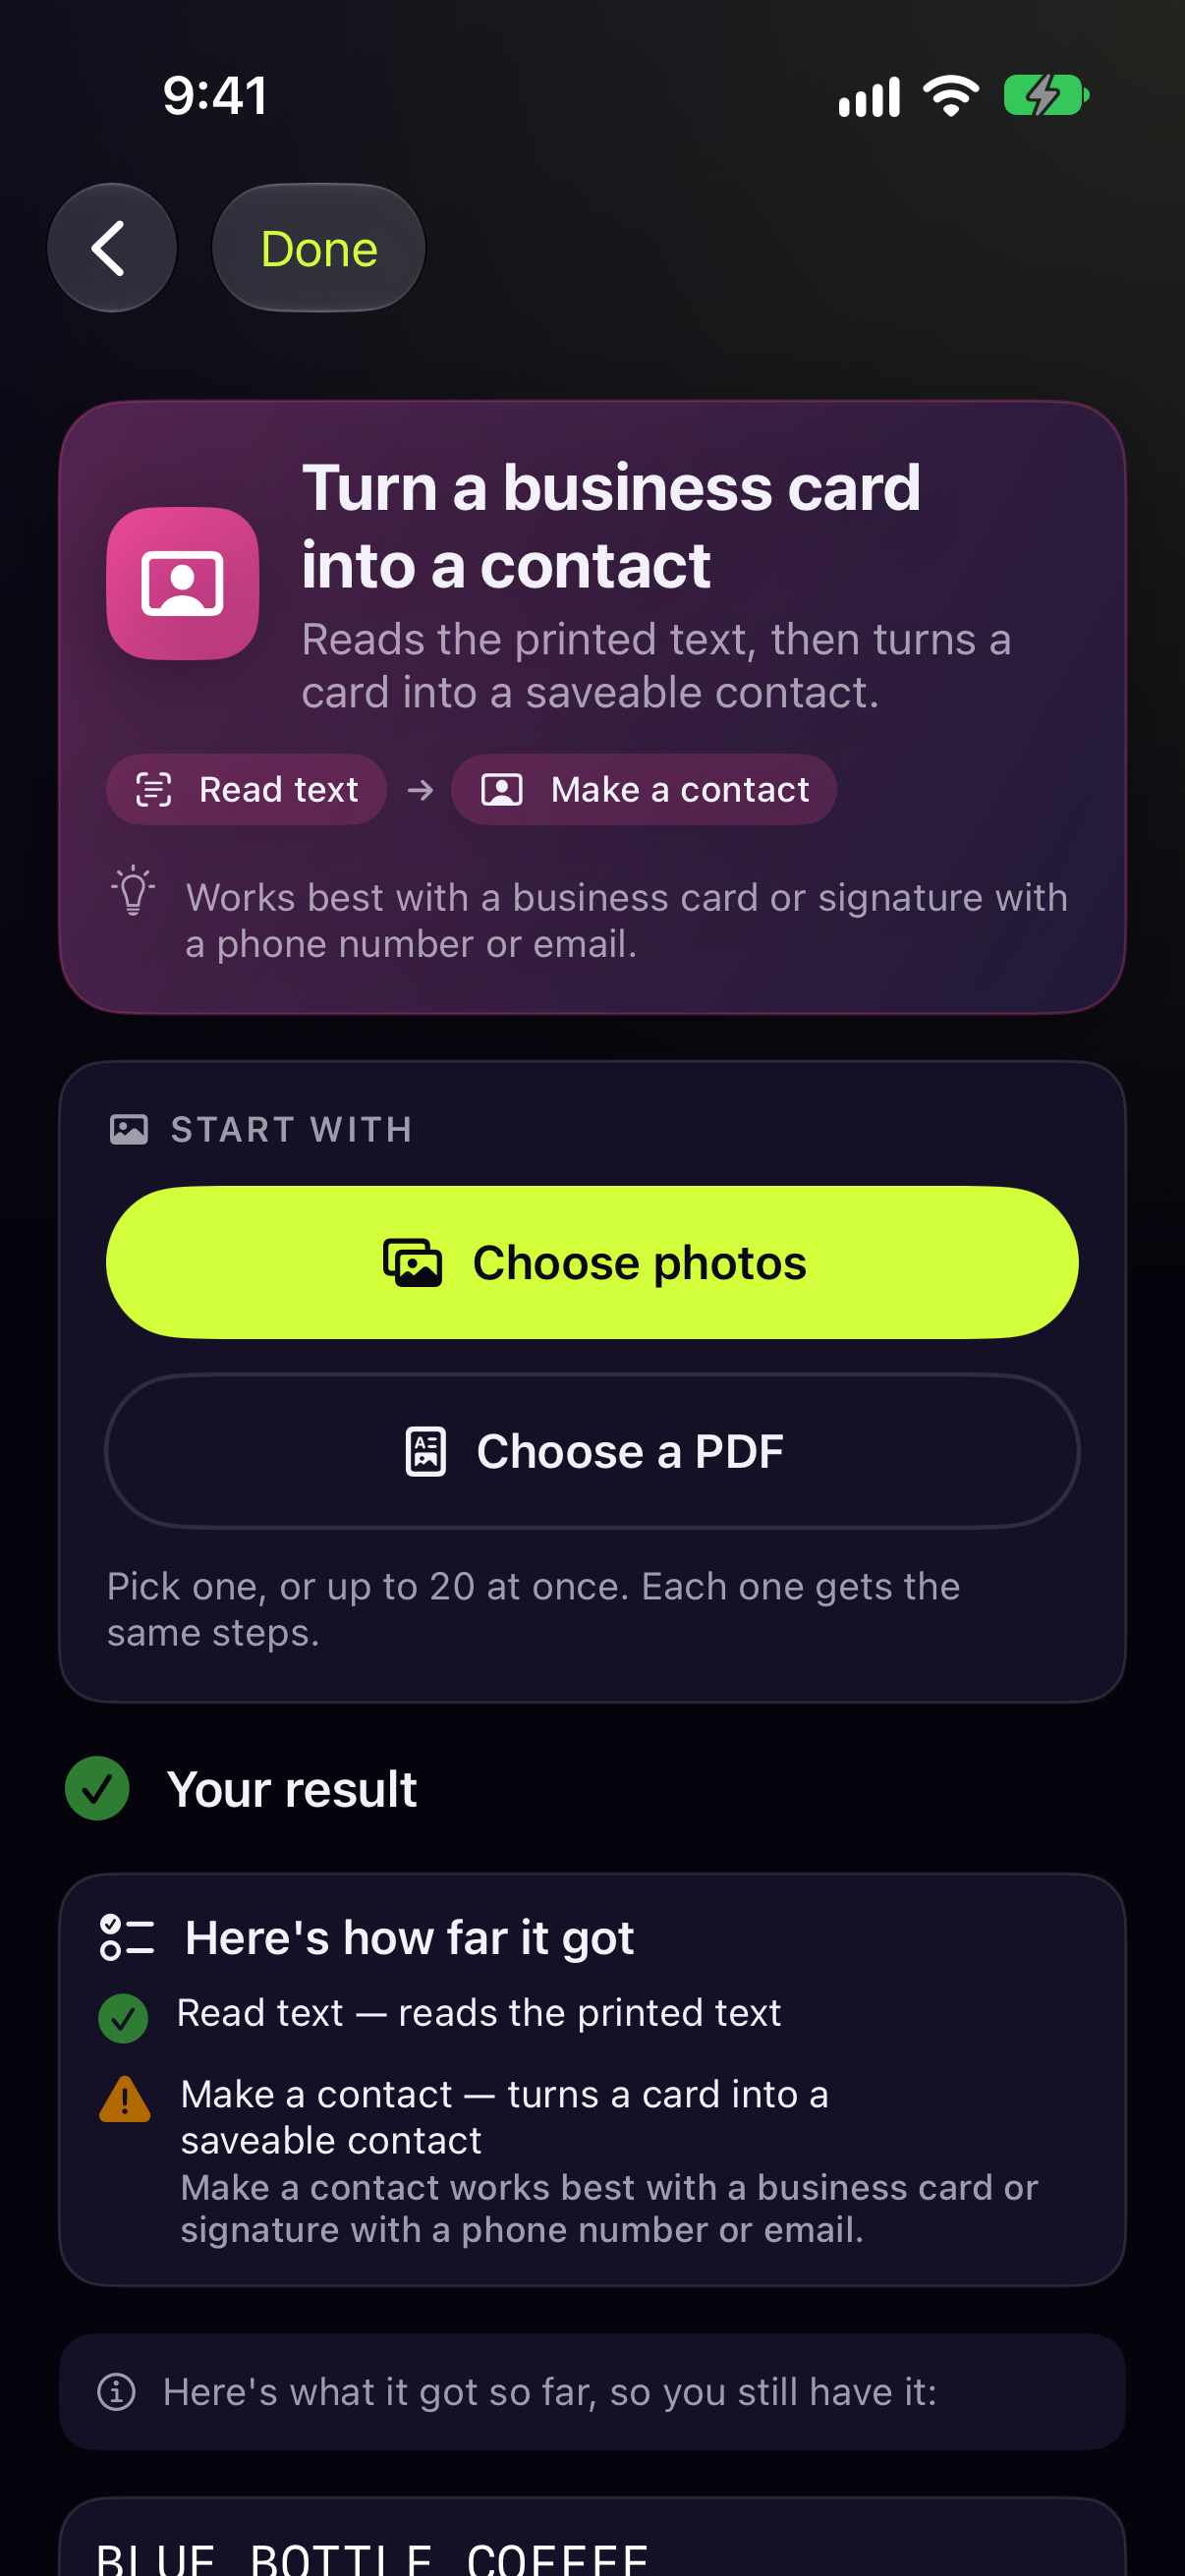 9:41
Done
Turn a business card
into a contact
Reads the printed text, then turns a
card into a saveable contact.
Read text → Make a contact
Works best with a business card or signature with
a phone number or email.
START WITH
Choose photos
Choose a PDF
Pick one, or up to 20 at once. Each one gets the
same steps.
Your result
Here's how far it got
Read text — reads the printed text
Make a contact — turns a card into a
saveable contact
Make a contact works best with a business card or
signature with a phone number or email.
Here's what it got so far, so you still have it:
BLUE BOTTLE COFFEE